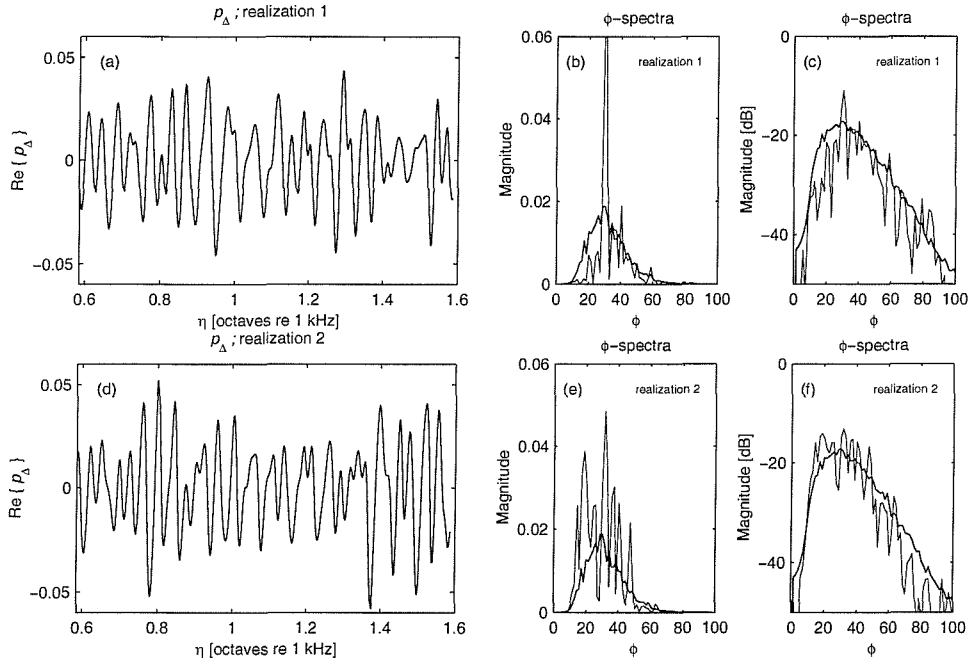 p_Δ ; realization 1
(a)
0.05
0
−0.05
Re { p_Δ }
0.6 0.8 1 1.2 1.4 1.6
η [octaves re 1 kHz]
φ−spectra
(b)
realization 1
0.06
0.04
0.02
0
Magnitude
0 20 40 60 80 100
φ
φ−spectra
(c)
realization 1
0
−20
−40
Magnitude [dB]
0 20 40 60 80 100
φ
p_Δ ; realization 2
(d)
0.05
0
−0.05
Re { p_Δ }
0.6 0.8 1 1.2 1.4 1.6
η [octaves re 1 kHz]
φ−spectra
(e)
realization 2
0.06
0.04
0.02
0
Magnitude
0 20 40 60 80 100
φ
φ−spectra
(f)
realization 2
0
−20
−40
Magnitude [dB]
0 20 40 60 80 100
φ